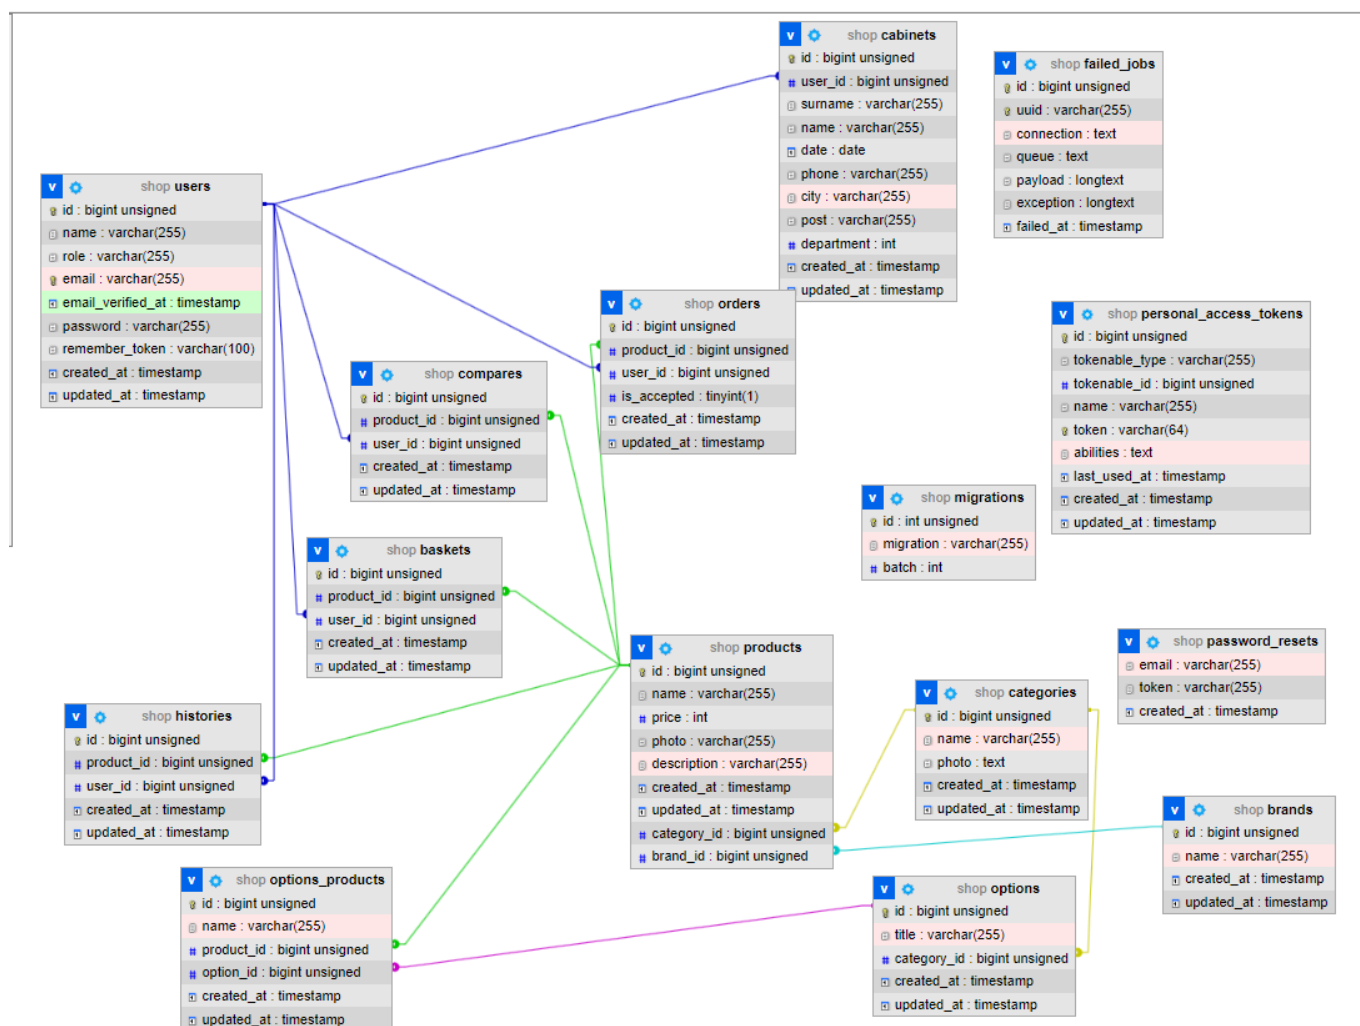 v shop cabinets
id : bigint unsigned
user_id : bigint unsigned
surname : varchar(255)
name : varchar(255)
date : date
phone : varchar(255)
city : varchar(255)
post : varchar(255)
department : int
created_at : timestamp
updated_at : timestamp
v shop failed_jobs
id : bigint unsigned
uuid : varchar(255)
connection : text
queue : text
payload : longtext
exception : longtext
failed_at : timestamp
v shop users
id : bigint unsigned
name : varchar(255)
role : varchar(255)
email : varchar(255)
email_verified_at : timestamp
password : varchar(255)
remember_token : varchar(100)
created_at : timestamp
updated_at : timestamp
v shop orders
id : bigint unsigned
product_id : bigint unsigned
user_id : bigint unsigned
is_accepted : tinyint(1)
created_at : timestamp
updated_at : timestamp
v shop personal_access_tokens
id : bigint unsigned
tokenable_type : varchar(255)
tokenable_id : bigint unsigned
name : varchar(255)
token : varchar(64)
abilities : text
last_used_at : timestamp
created_at : timestamp
updated_at : timestamp
v shop compares
id : bigint unsigned
product_id : bigint unsigned
user_id : bigint unsigned
created_at : timestamp
updated_at : timestamp
v shop migrations
id : int unsigned
migration : varchar(255)
batch : int
v shop baskets
id : bigint unsigned
product_id : bigint unsigned
user_id : bigint unsigned
created_at : timestamp
updated_at : timestamp
v shop products
id : bigint unsigned
name : varchar(255)
price : int
photo : varchar(255)
description : varchar(255)
created_at : timestamp
updated_at : timestamp
category_id : bigint unsigned
brand_id : bigint unsigned
v shop password_resets
email : varchar(255)
token : varchar(255)
created_at : timestamp
v shop categories
id : bigint unsigned
name : varchar(255)
photo : text
created_at : timestamp
updated_at : timestamp
v shop histories
id : bigint unsigned
product_id : bigint unsigned
user_id : bigint unsigned
created_at : timestamp
updated_at : timestamp
v shop brands
id : bigint unsigned
name : varchar(255)
created_at : timestamp
updated_at : timestamp
v shop options_products
id : bigint unsigned
name : varchar(255)
product_id : bigint unsigned
option_id : bigint unsigned
created_at : timestamp
updated_at : timestamp
v shop options
id : bigint unsigned
title : varchar(255)
category_id : bigint unsigned
created_at : timestamp
updated_at : timestamp